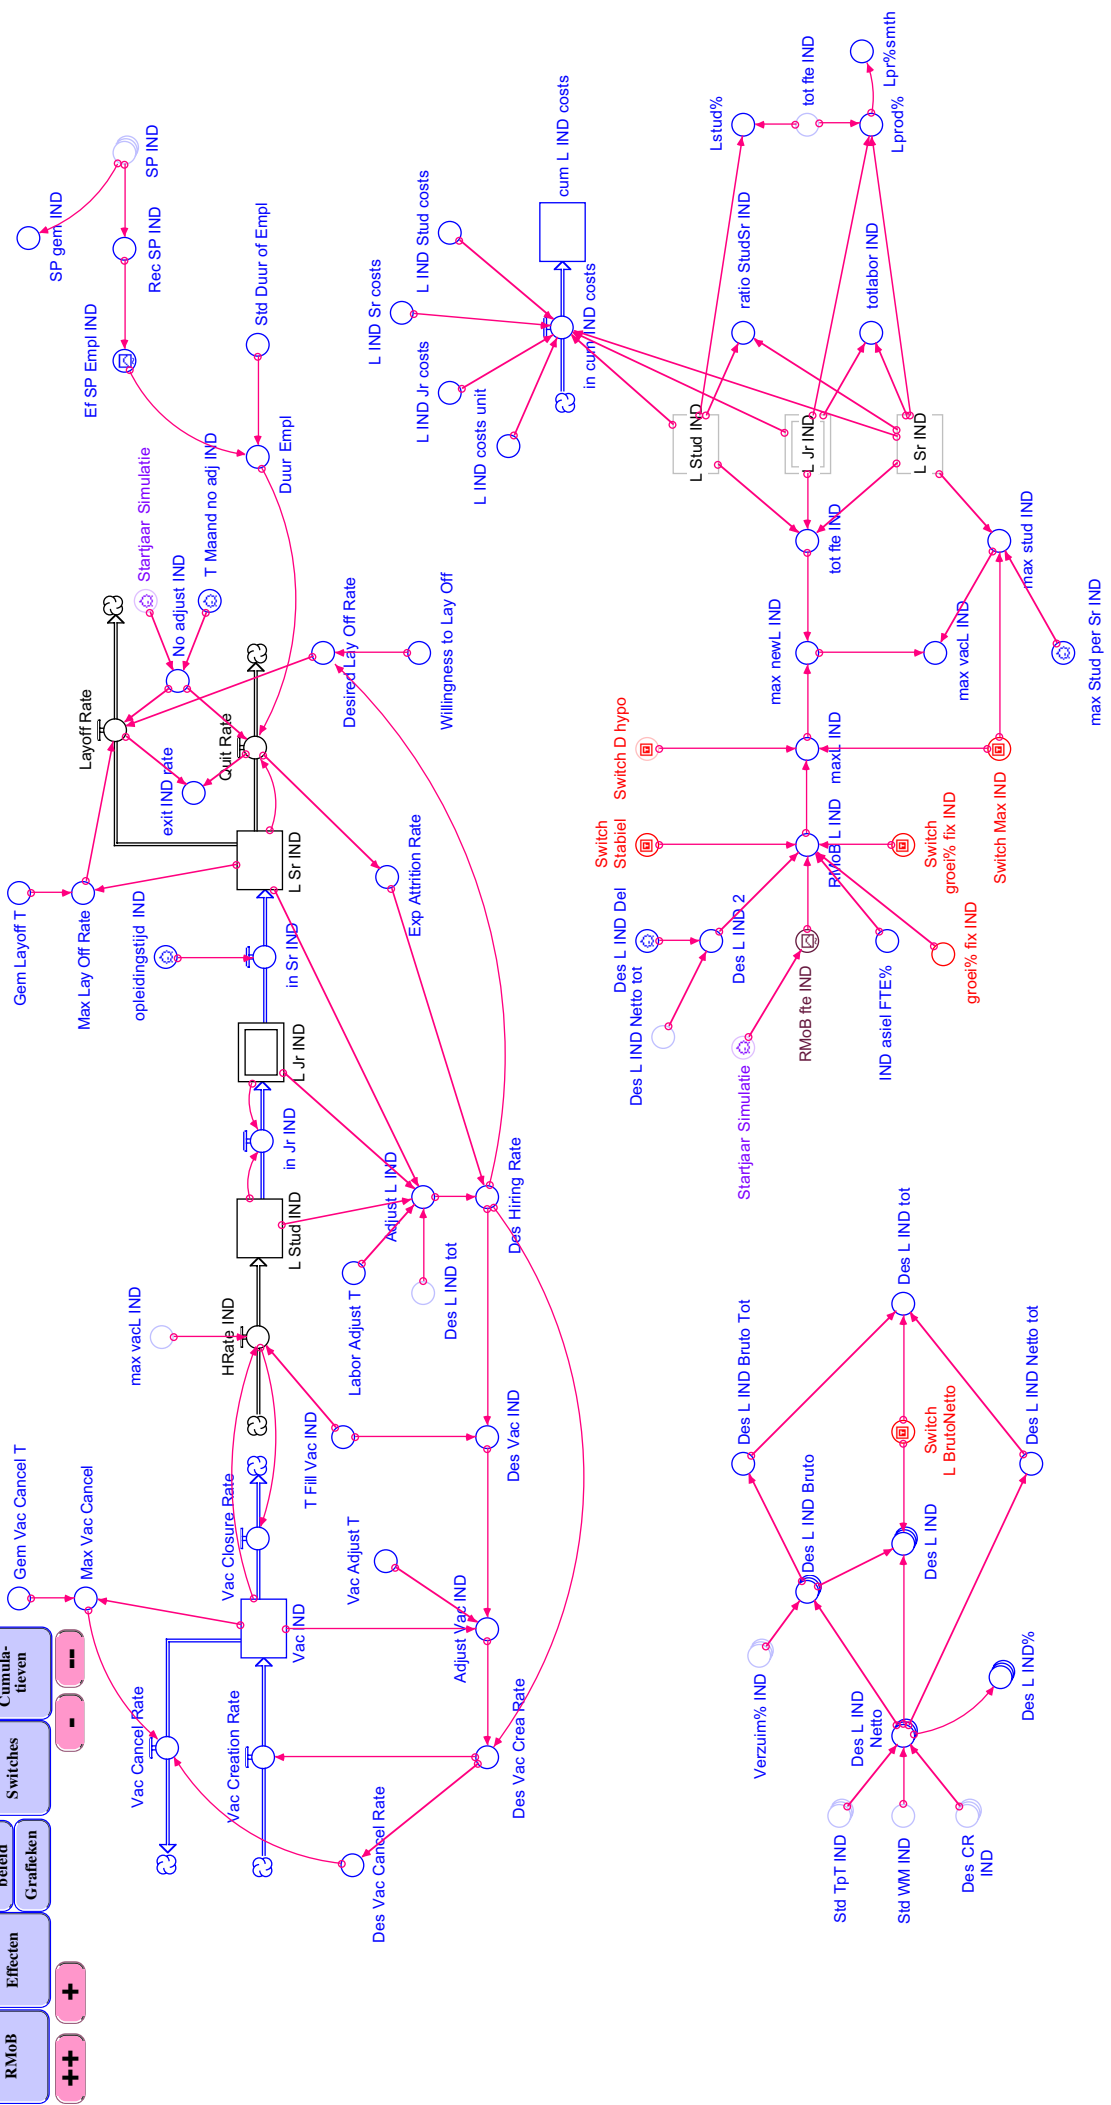 RMoB
Effecten
beleid
Grafieken
Switches
Cumula-
tieven
++
+
-
--
Gem Vac Cancel T
Max Vac Cancel
Vac Cancel Rate
Vac Creation Rate
Vac IND
Vac Closure Rate
Des Vac Cancel Rate
Des Vac Crea Rate
Adjust Vac IND
Vac Adjust T
Des Vac IND
T Fill Vac IND
max vacL IND
HRate IND
L Stud IND
in Jr IND
L Jr IND
in Sr IND
L Sr IND
Labor Adjust T
Des L IND tot
Adjust L IND
Des Hiring Rate
Exp Attrition Rate
opleidingstijd IND
Gem Layoff T
Max Lay Off Rate
Layoff Rate
exit IND rate
Quit Rate
No adjust IND
Startjaar Simulatie
T Maand no adj IND
Desired Lay Off Rate
Willingness to Lay Off
Duur Empl
Std Duur of Empl
Ef SP Empl IND
Rec SP IND
SP gem IND
SP IND
L IND Sr costs
L IND Stud costs
L IND Jr costs
L IND costs unit
in cum IND costs
cum L IND costs
Std TpT IND
Std WM IND
Des CR
IND
Des L IND
Netto
Verzuim% IND
Des L IND Bruto
Des L IND
Des L IND%
Des L IND Bruto Tot
Switch
L BrutoNetto
Des L IND Netto tot
Des L IND tot
Startjaar Simulatie
RMoB fte IND
Des L IND Netto tot
Des L IND Del
Des L IND 2
IND asiel FTE%
groei% fix IND
Switch
Stabiel
RMoB L IND
Switch
groei% fix IND
Switch D hypo
maxL IND
Switch Max IND
max newL IND
max vacL IND
max Stud per Sr IND
max stud IND
tot fte IND
L Stud IND
L Jr IND
L Sr IND
ratio StudSr IND
totlabor IND
Lstud%
tot fte IND
Lprod%
Lpr%smth